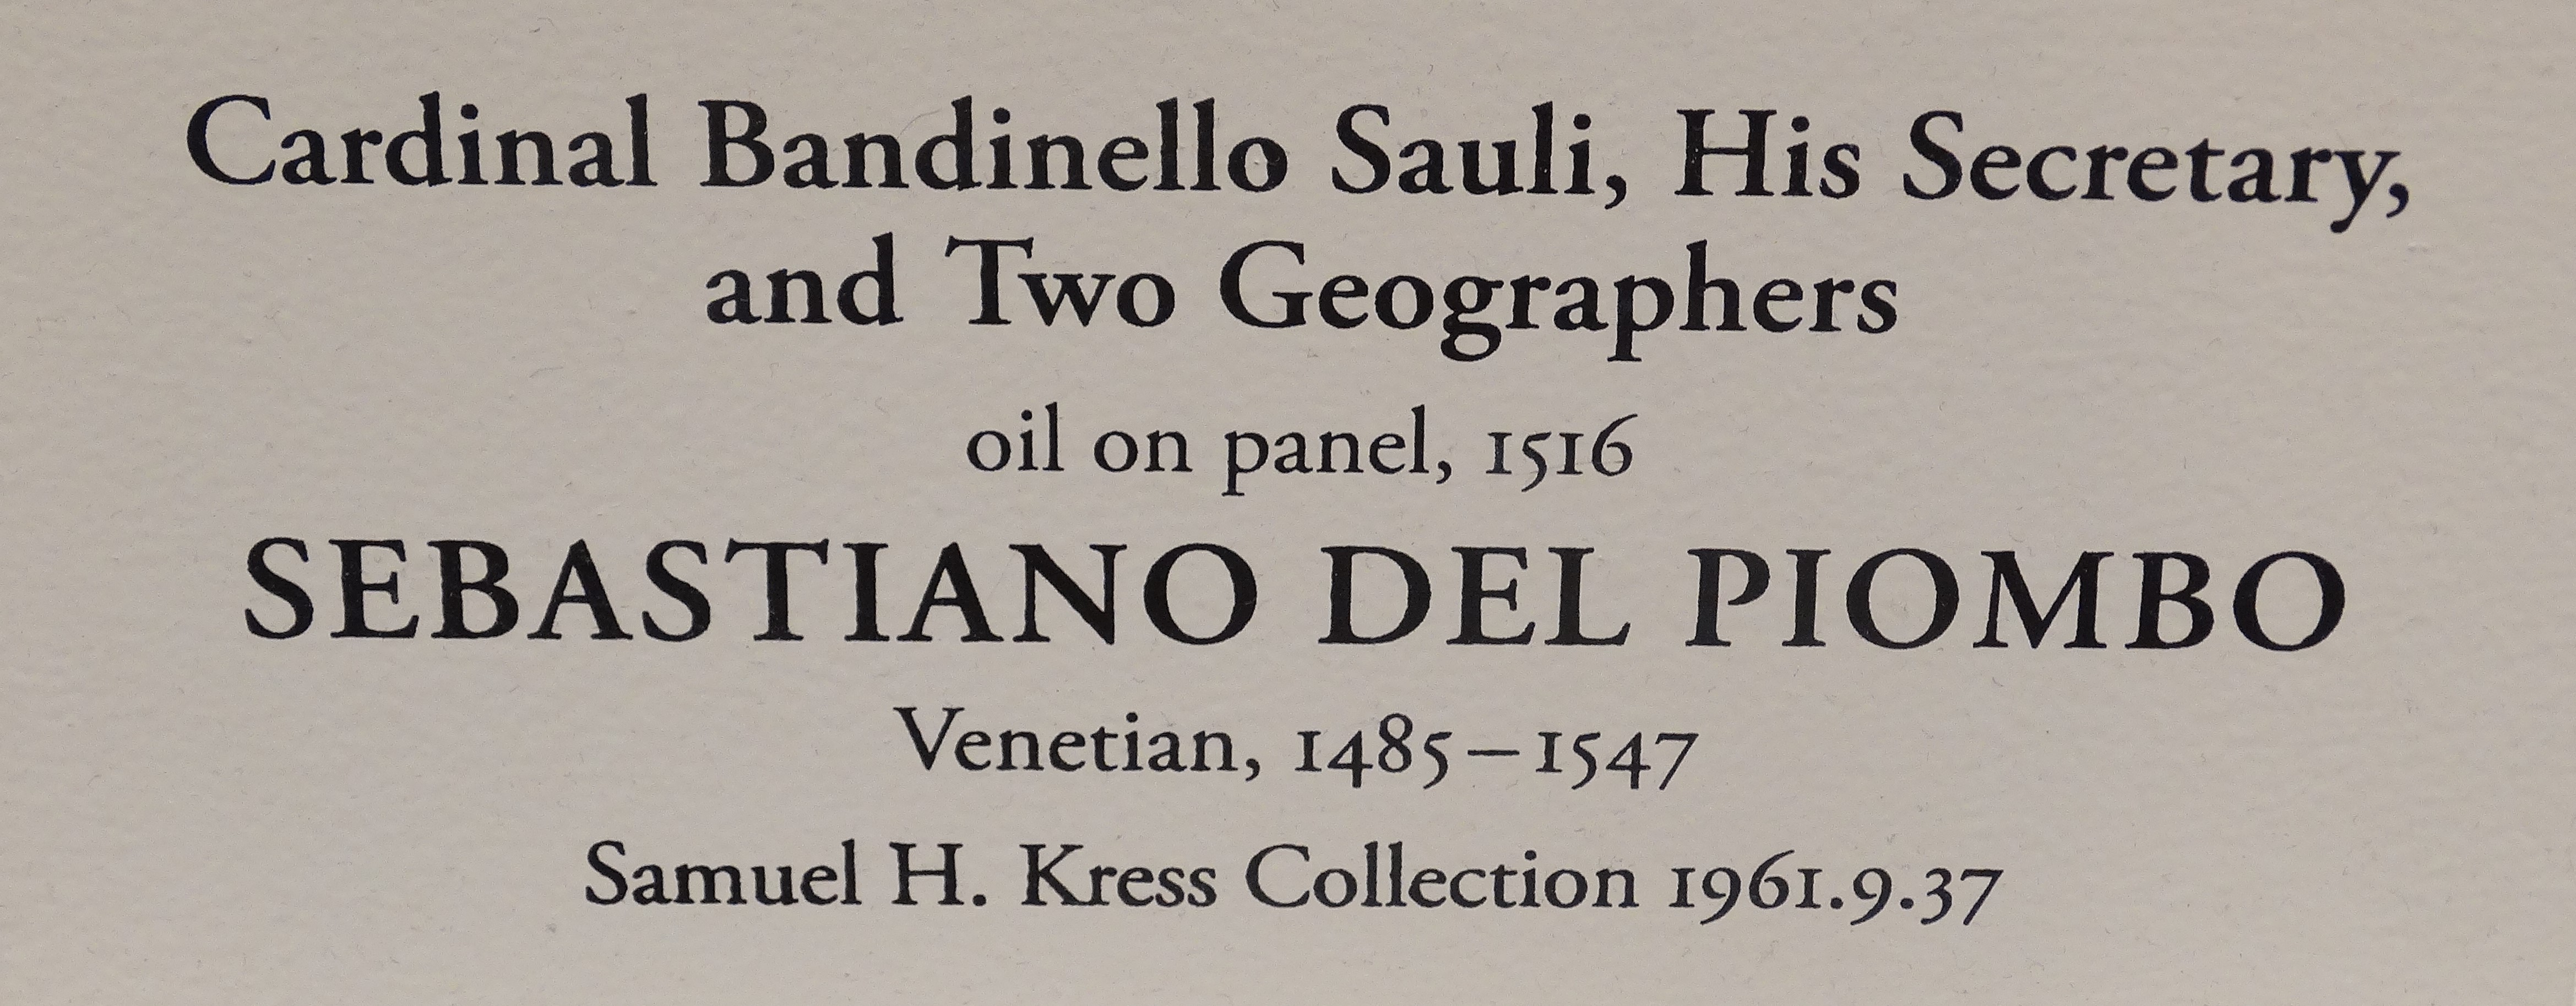 Cardinal Bandinello Sauli, His Secretary,
and Two Geographers
oil on panel, 1516
SEBASTIANO DEL PIOMBO
Venetian, 1485–1547
Samuel H. Kress Collection 1961.9.37